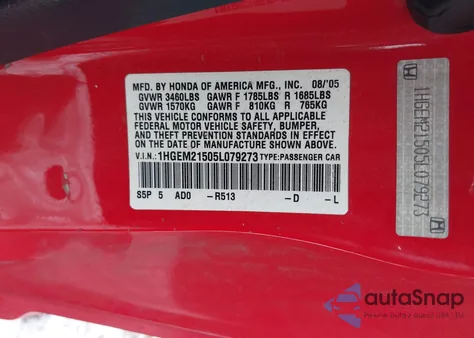 MFD. BY HONDA OF AMERICA MFG., INC. 08/'05
GVWR 3460LBS GAWR F 1785LBS R 1685LBS
GVWR 1570KG GAWR F 810KG R 765KG
THIS VEHICLE CONFORMS TO ALL APPLICABLE
FEDERAL MOTOR VEHICLE SAFETY, BUMPER,
AND THEFT PREVENTION STANDARDS IN EFFECT
ON THE DATE OF MANUFACTURE SHOWN ABOVE.
V.I.N.: 1HGEM21505L079273 TYPE: PASSENGER CAR
S5P 5 AD0 -R513 -D -L
1HGEM21505L079273
autoSnap